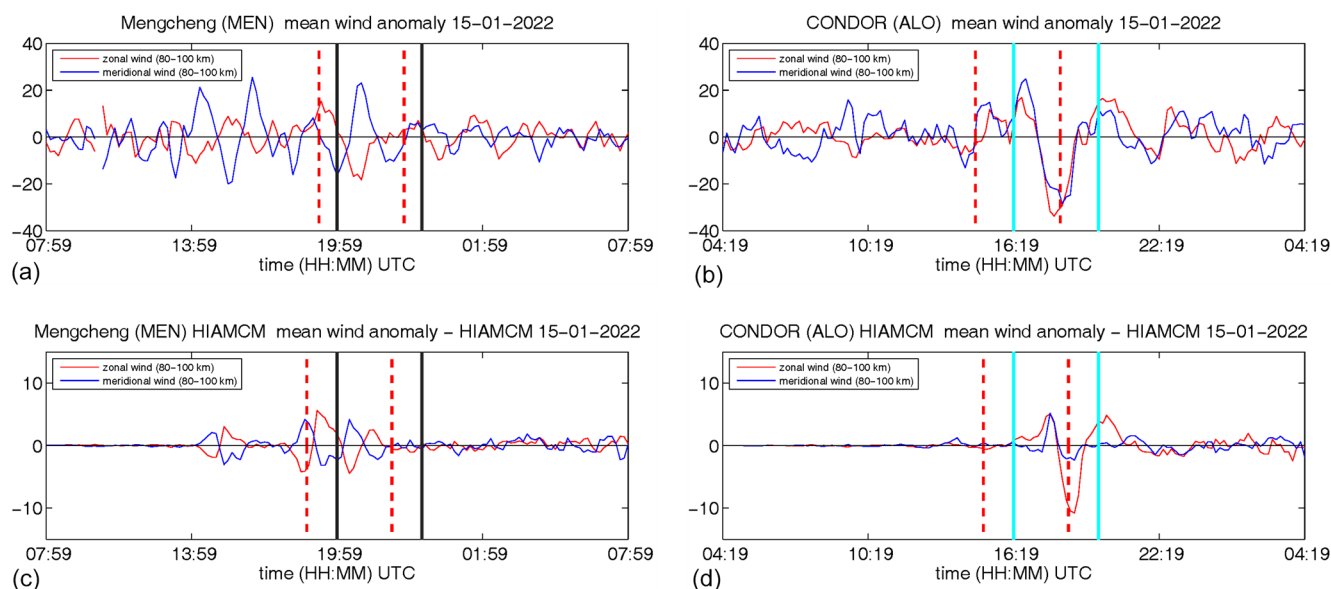 Mengcheng (MEN) mean wind anomaly 15-01-2022
40
20
0
-20
-40
zonal wind (80-100 km)
meridional wind (80-100 km)
07:59 13:59 19:59 01:59 07:59
time (HH:MM) UTC
(a)
CONDOR (ALO) mean wind anomaly 15-01-2022
40
20
0
-20
-40
zonal wind (80-100 km)
meridional wind (80-100 km)
04:19 10:19 16:19 22:19 04:19
time (HH:MM) UTC
(b)
Mengcheng (MEN) HIAMCM mean wind anomaly - HIAMCM 15-01-2022
10
0
-10
zonal wind (80-100 km)
meridional wind (80-100 km)
07:59 13:59 19:59 01:59 07:59
time (HH:MM) UTC
(c)
CONDOR (ALO) HIAMCM mean wind anomaly - HIAMCM 15-01-2022
10
0
-10
zonal wind (80-100 km)
meridional wind (80-100 km)
04:19 10:19 16:19 22:19 04:19
time (HH:MM) UTC
(d)